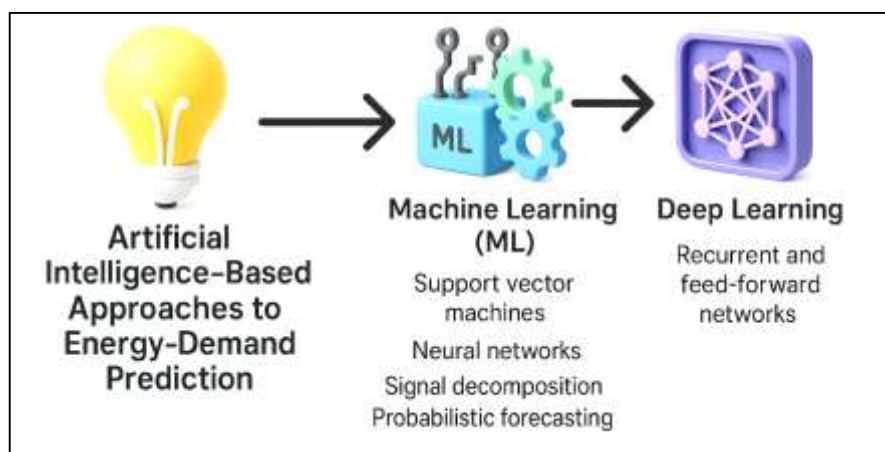 Artificial
Intelligence-Based
Approaches to
Energy-Demand
Prediction
ML
Machine Learning
(ML)
Support vector
machines
Neural networks
Signal decomposition
Probabilistic forecasting
Deep Learning
Recurrent and
feed-forward
networks